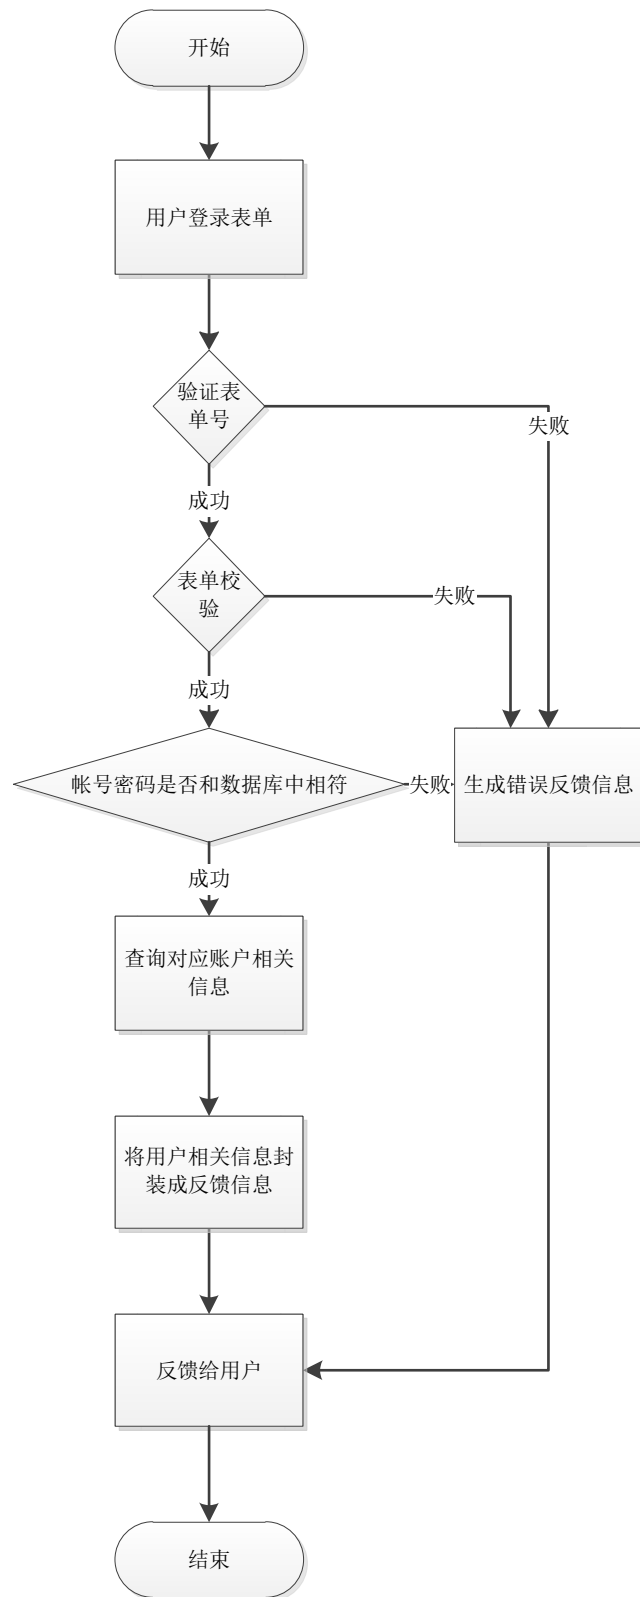 开始
用户登录表单
验证表
单号
失败
成功
表单校
验
失败
成功
帐号密码是否和数据库中相符
失败
生成错误反馈信息
成功
查询对应账户相关
信息
将用户相关信息封
装成反馈信息
反馈给用户
结束